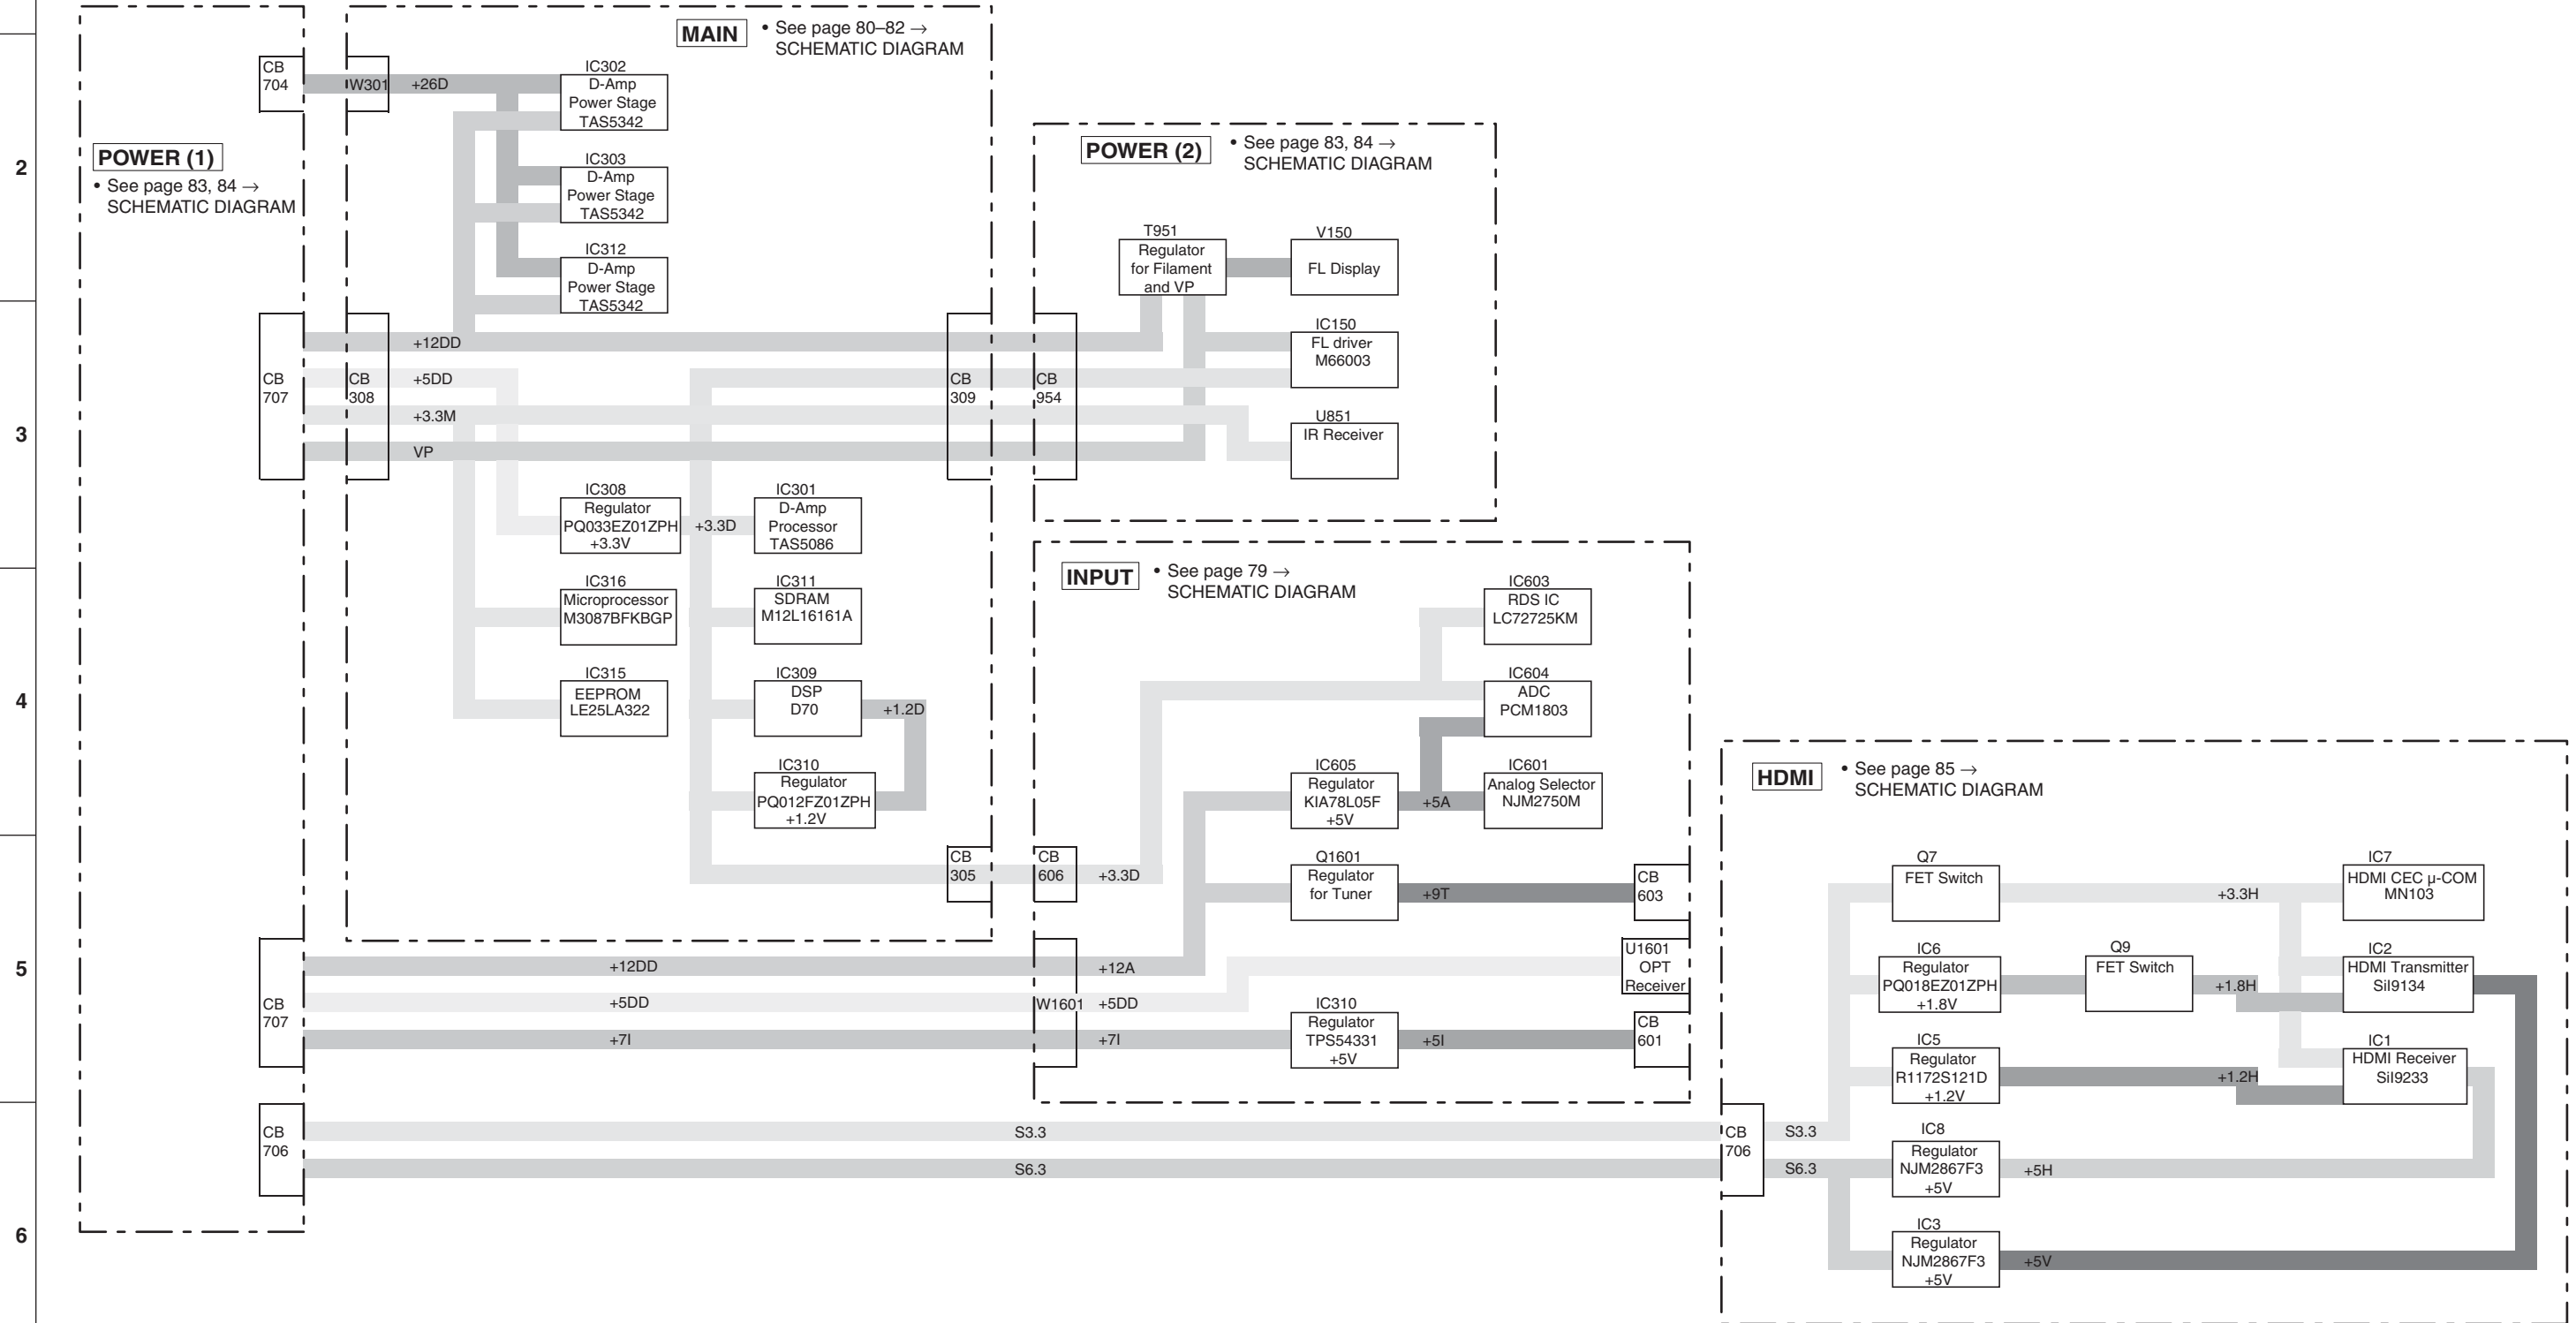 2
3
4
5
6
POWER (1)
• See page 83, 84 →
SCHEMATIC DIAGRAM
CB
704
CB
707
CB
707
CB
706
MAIN
• See page 80–82 →
SCHEMATIC DIAGRAM
W301
+26D
IC302
D-Amp
Power Stage
TAS5342
IC303
D-Amp
Power Stage
TAS5342
IC312
D-Amp
Power Stage
TAS5342
+12DD
CB
308
+5DD
+3.3M
VP
CB
309
IC308
Regulator
PQ033EZ01ZPH
+3.3V
+3.3D
IC301
D-Amp
Processor
TAS5086
IC316
Microprocessor
M3087BFKBGP
IC311
SDRAM
M12L16161A
IC315
EEPROM
LE25LA322
IC309
DSP
D70
+1.2D
IC310
Regulator
PQ012FZ01ZPH
+1.2V
CB
305
+12DD
+5DD
+7I
S3.3
S6.3
POWER (2)
• See page 83, 84 →
SCHEMATIC DIAGRAM
T951
Regulator
for Filament
and VP
V150
FL Display
IC150
FL driver
M66003
CB
954
U851
IR Receiver
INPUT
• See page 79 →
SCHEMATIC DIAGRAM
IC603
RDS IC
LC72725KM
IC604
ADC
PCM1803
IC605
Regulator
KIA78L05F
+5V
+5A
IC601
Analog Selector
NJM2750M
CB
606
+3.3D
Q1601
Regulator
for Tuner
+9T
CB
603
+12A
U1601
OPT
Receiver
W1601
+5DD
+7I
IC310
Regulator
TPS54331
+5V
+5I
CB
601
HDMI
• See page 85 →
SCHEMATIC DIAGRAM
Q7
FET Switch
+3.3H
IC7
HDMI CEC µ-COM
MN103
IC6
Regulator
PQ018EZ01ZPH
+1.8V
Q9
FET Switch
+1.8H
IC2
HDMI Transmitter
SiI9134
IC5
Regulator
R1172S121D
+1.2V
+1.2H
IC1
HDMI Receiver
SiI9233
CB
706
S3.3
S6.3
IC8
Regulator
NJM2867F3
+5V
+5H
IC3
Regulator
NJM2867F3
+5V
+5V